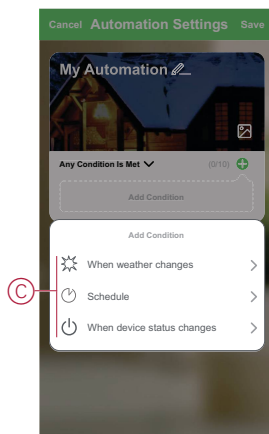 Cancel Automation Settings Save
My Automation
Any Condition Is Met (0/10)
Add Condition
Add Condition
When weather changes
C
Schedule
When device status changes